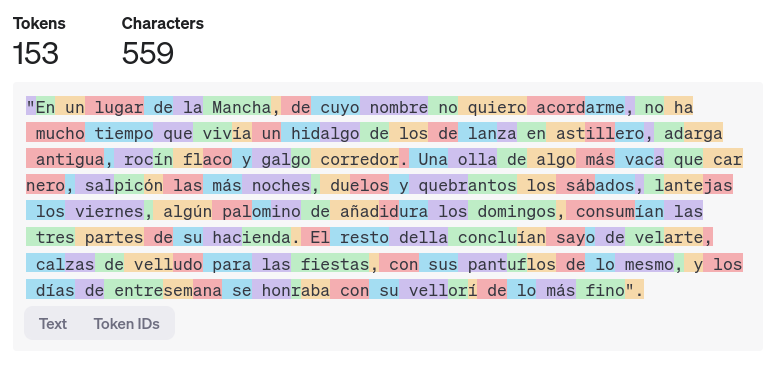 Tokens Characters
153 559
"En un lugar de la Mancha, de cuyo nombre no quiero acordarme, no ha
mucho tiempo que vivía un hidalgo de los de lanza en astillero, adarga
antigua, rocín flaco y galgo corredor. Una olla de algo más vaca que car
nero, salpicón las más noches, duelos y quebrantos los sábados, lantejas
los viernes, algún palomino de añadidura los domingos, consumían las
tres partes de su hacienda. El resto della concluían sayo de velarte,
calzas de velludo para las fiestas, con sus pantuflos de lo mesmo, y los
días de entresemana se honraba con su vellorí de lo más fino".
Text Token IDs